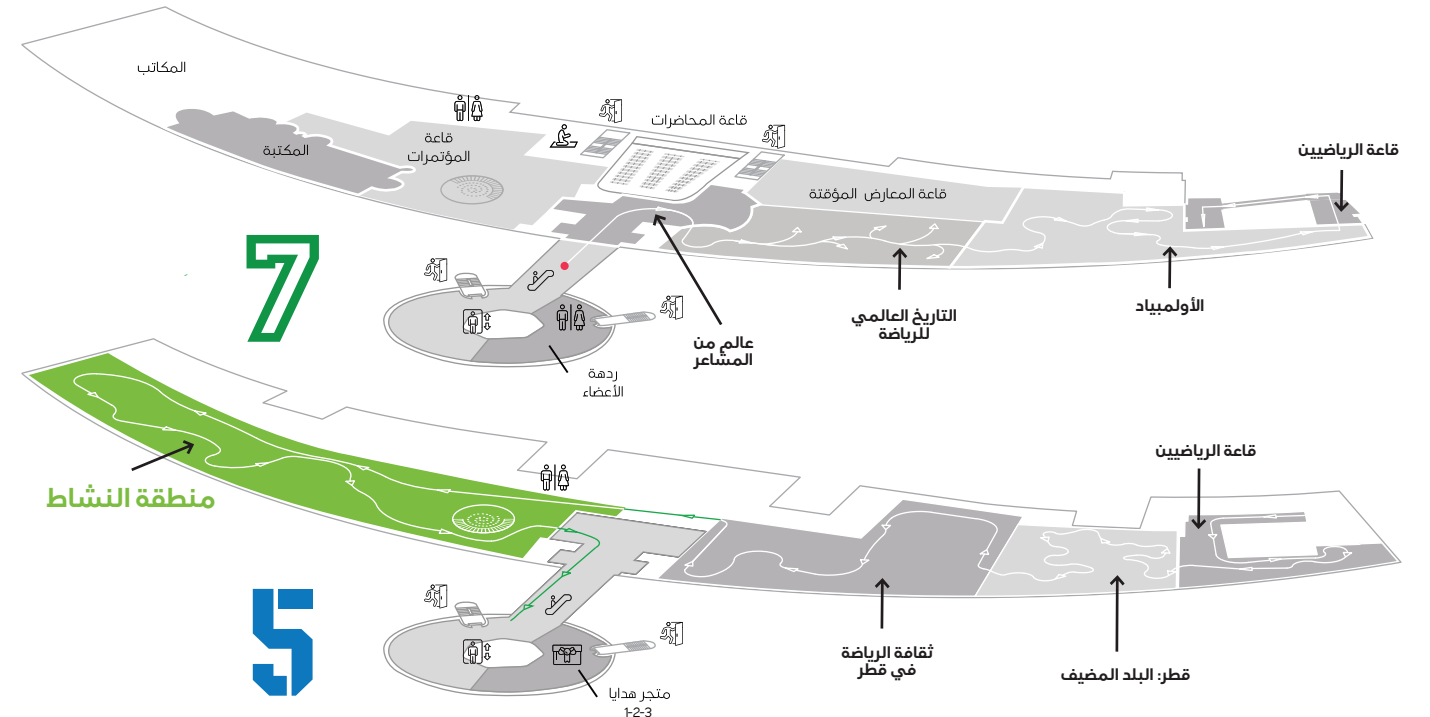 المكاتب
المكتبة
قاعة
المؤتمرات
قاعة المحاضرات
قاعة المعارض المؤقتة
قاعة الرياضيين
7
عالم من
المشاعر
التاريخ العالمي
للرياضة
الأولمبياد
ردهة
الأعضاء
منطقة النشاط
قاعة الرياضيين
5
ثقافة الرياضة
في قطر
قطر: البلد المضيف
متجر هدايا
1-2-3